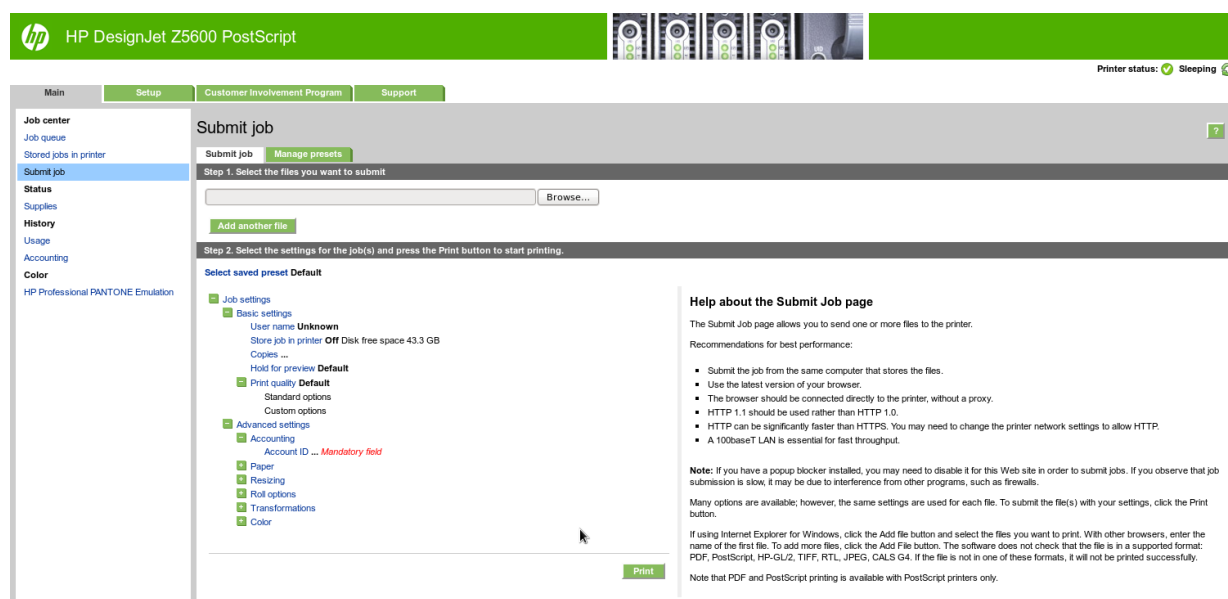 hp HP DesignJet Z5600 PostScript
Printer status: Sleeping
Main Setup Customer Involvement Program Support
Job center
Job queue
Stored jobs in printer
Submit job
Status
Supplies
History
Usage
Accounting
Color
HP Professional PANTONE Emulation
Submit job
?
Submit job Manage presets
Step 1. Select the files you want to submit
Browse...
Add another file
Step 2. Select the settings for the job(s) and press the Print button to start printing.
Select saved preset Default
Job settings
Basic settings
User name Unknown
Store job in printer Off Disk free space 43.3 GB
Copies ...
Hold for preview Default
Print quality Default
Standard options
Custom options
Advanced settings
Accounting
Account ID ... Mandatory field
Paper
Resizing
Roll options
Transformations
Color
Print
Help about the Submit Job page
The Submit Job page allows you to send one or more files to the printer.
Recommendations for best performance:
Submit the job from the same computer that stores the files.
Use the latest version of your browser.
The browser should be connected directly to the printer, without a proxy.
HTTP 1.1 should be used rather than HTTP 1.0.
HTTP can be significantly faster than HTTPS. You may need to change the printer network settings to allow HTTP.
A 100baseT LAN is essential for fast throughput.
Note: If you have a popup blocker installed, you may need to disable it for this Web site in order to submit jobs. If you observe that job
submission is slow, it may be due to interference from other programs, such as firewalls.
Many options are available; however, the same settings are used for each file. To submit the file(s) with your settings, click the Print
button.
If using Internet Explorer for Windows, click the Add file button and select the files you want to print. With other browsers, enter the
name of the first file. To add more files, click the Add File button. The software does not check that the file is in a supported format:
PDF, PostScript, HP-GL/2, TIFF, RTL, JPEG, CALS G4. If the file is not in one of these formats, it will not be printed successfully.
Note that PDF and PostScript printing is available with PostScript printers only.